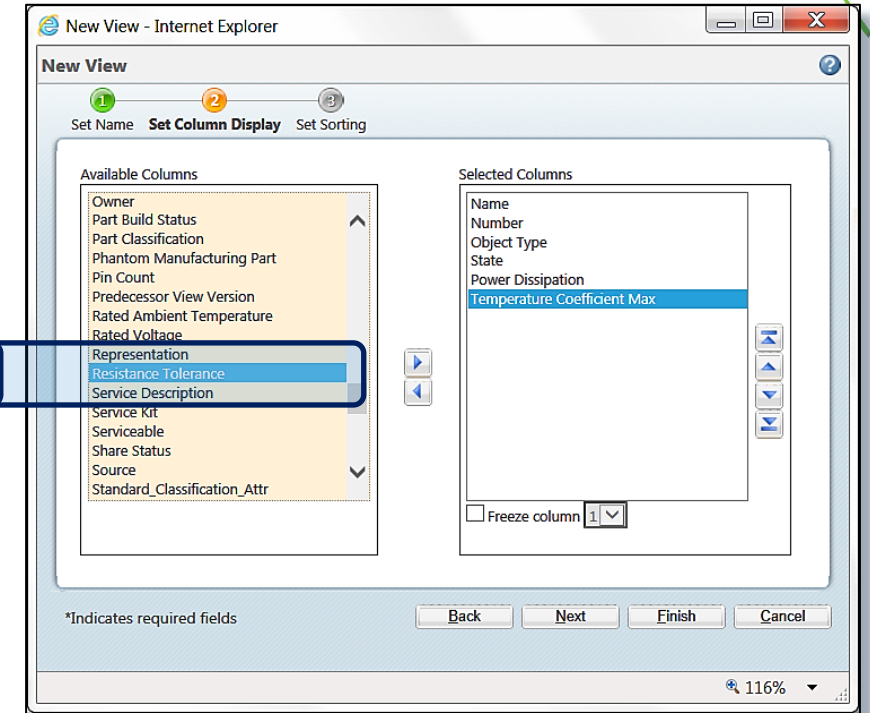 New View - Internet Explorer
X
New View
?
1 2 3
Set Name Set Column Display Set Sorting
Available Columns
Owner
Part Build Status
Part Classification
Phantom Manufacturing Part
Pin Count
Predecessor View Version
Rated Ambient Temperature
Rated Voltage
Representation
Resistance Tolerance
Service Description
Service Kit
Serviceable
Share Status
Source
Standard_Classification_Attr
Selected Columns
Name
Number
Object Type
State
Power Dissipation
Temperature Coefficient Max
Freeze column 1
*Indicates required fields
Back Next Finish Cancel
116%